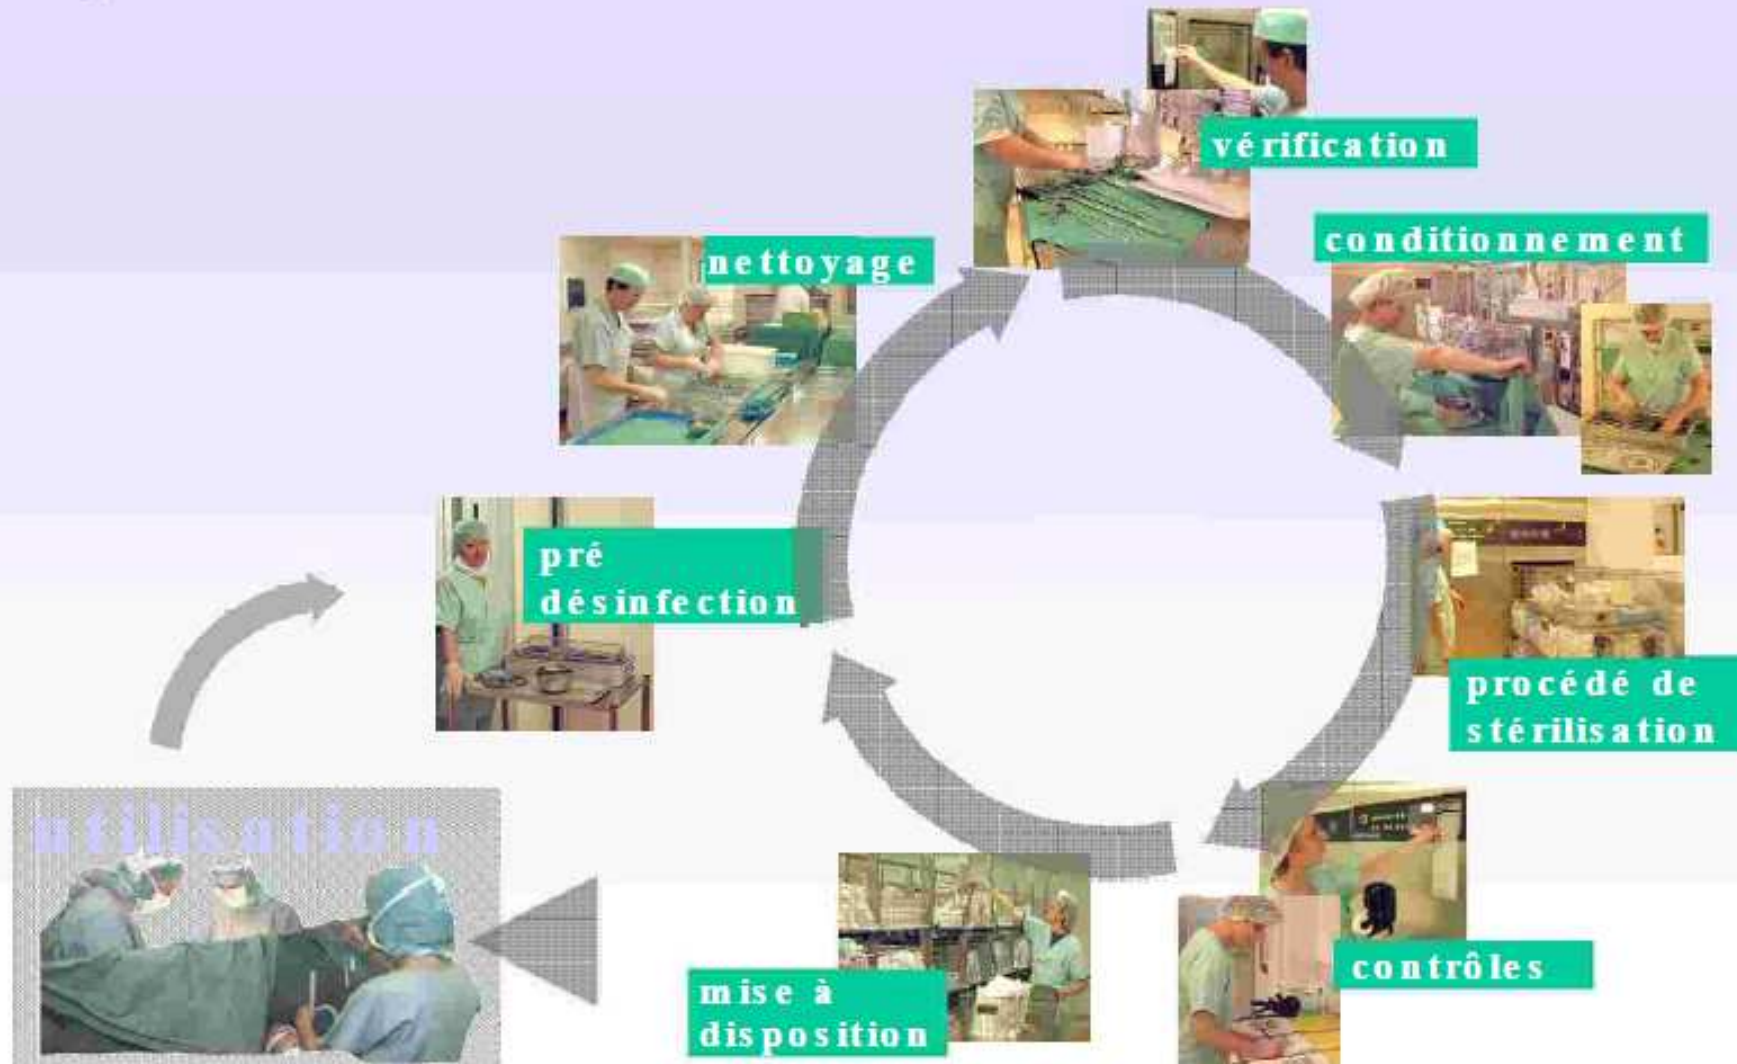 vérification
conditionnement
nettoyage
pré
désinfection
procédé de
stérilisation
utilisation
contrôles
mise à
disposition